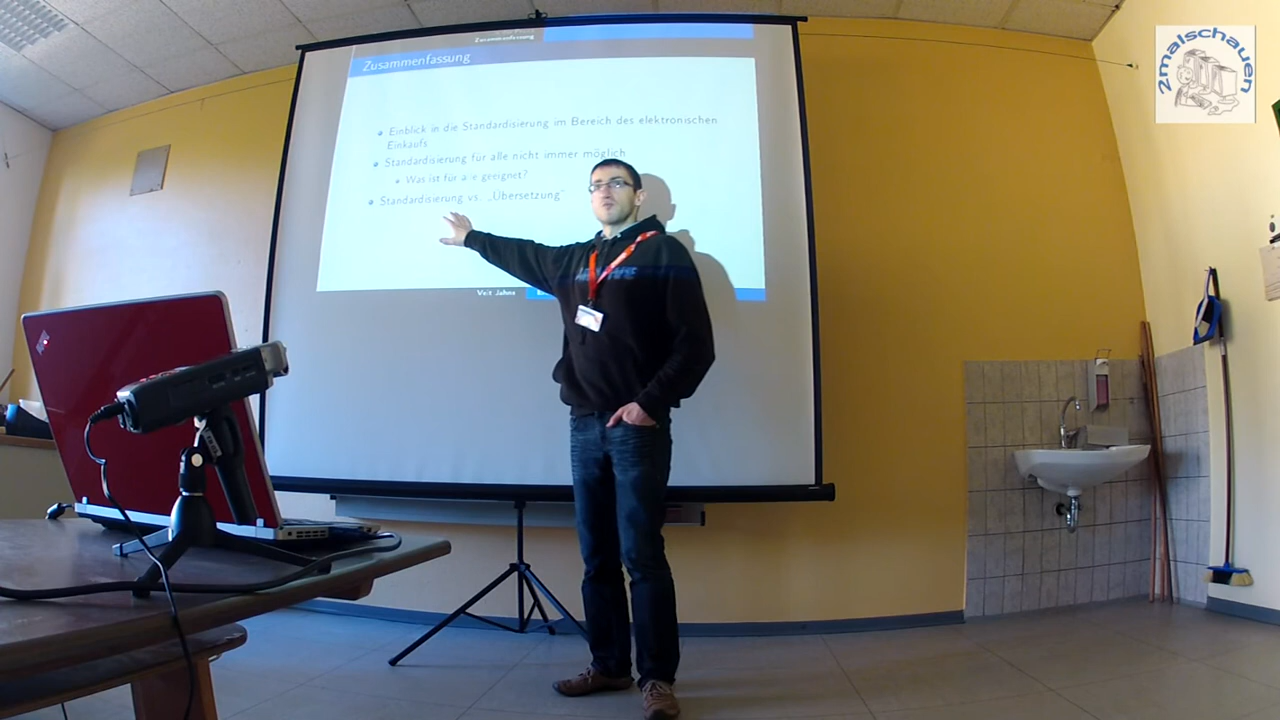 Zusammenfassung
Zusammenfassung
Einblick in die Standardisierung im Bereich des elektronischen
Einkaufs
Standardisierung für alle nicht immer möglich
Was ist für alle geeignet?
Standardisierung vs. „Übersetzung“
Veit Jahns
2malschauen